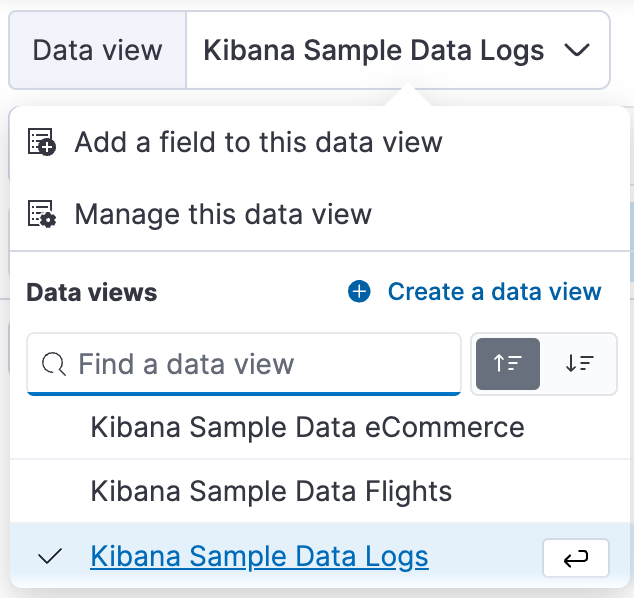 Data view Kibana Sample Data Logs
Add a field to this data view
Manage this data view
Data views Create a data view
Find a data view
Kibana Sample Data eCommerce
Kibana Sample Data Flights
Kibana Sample Data Logs